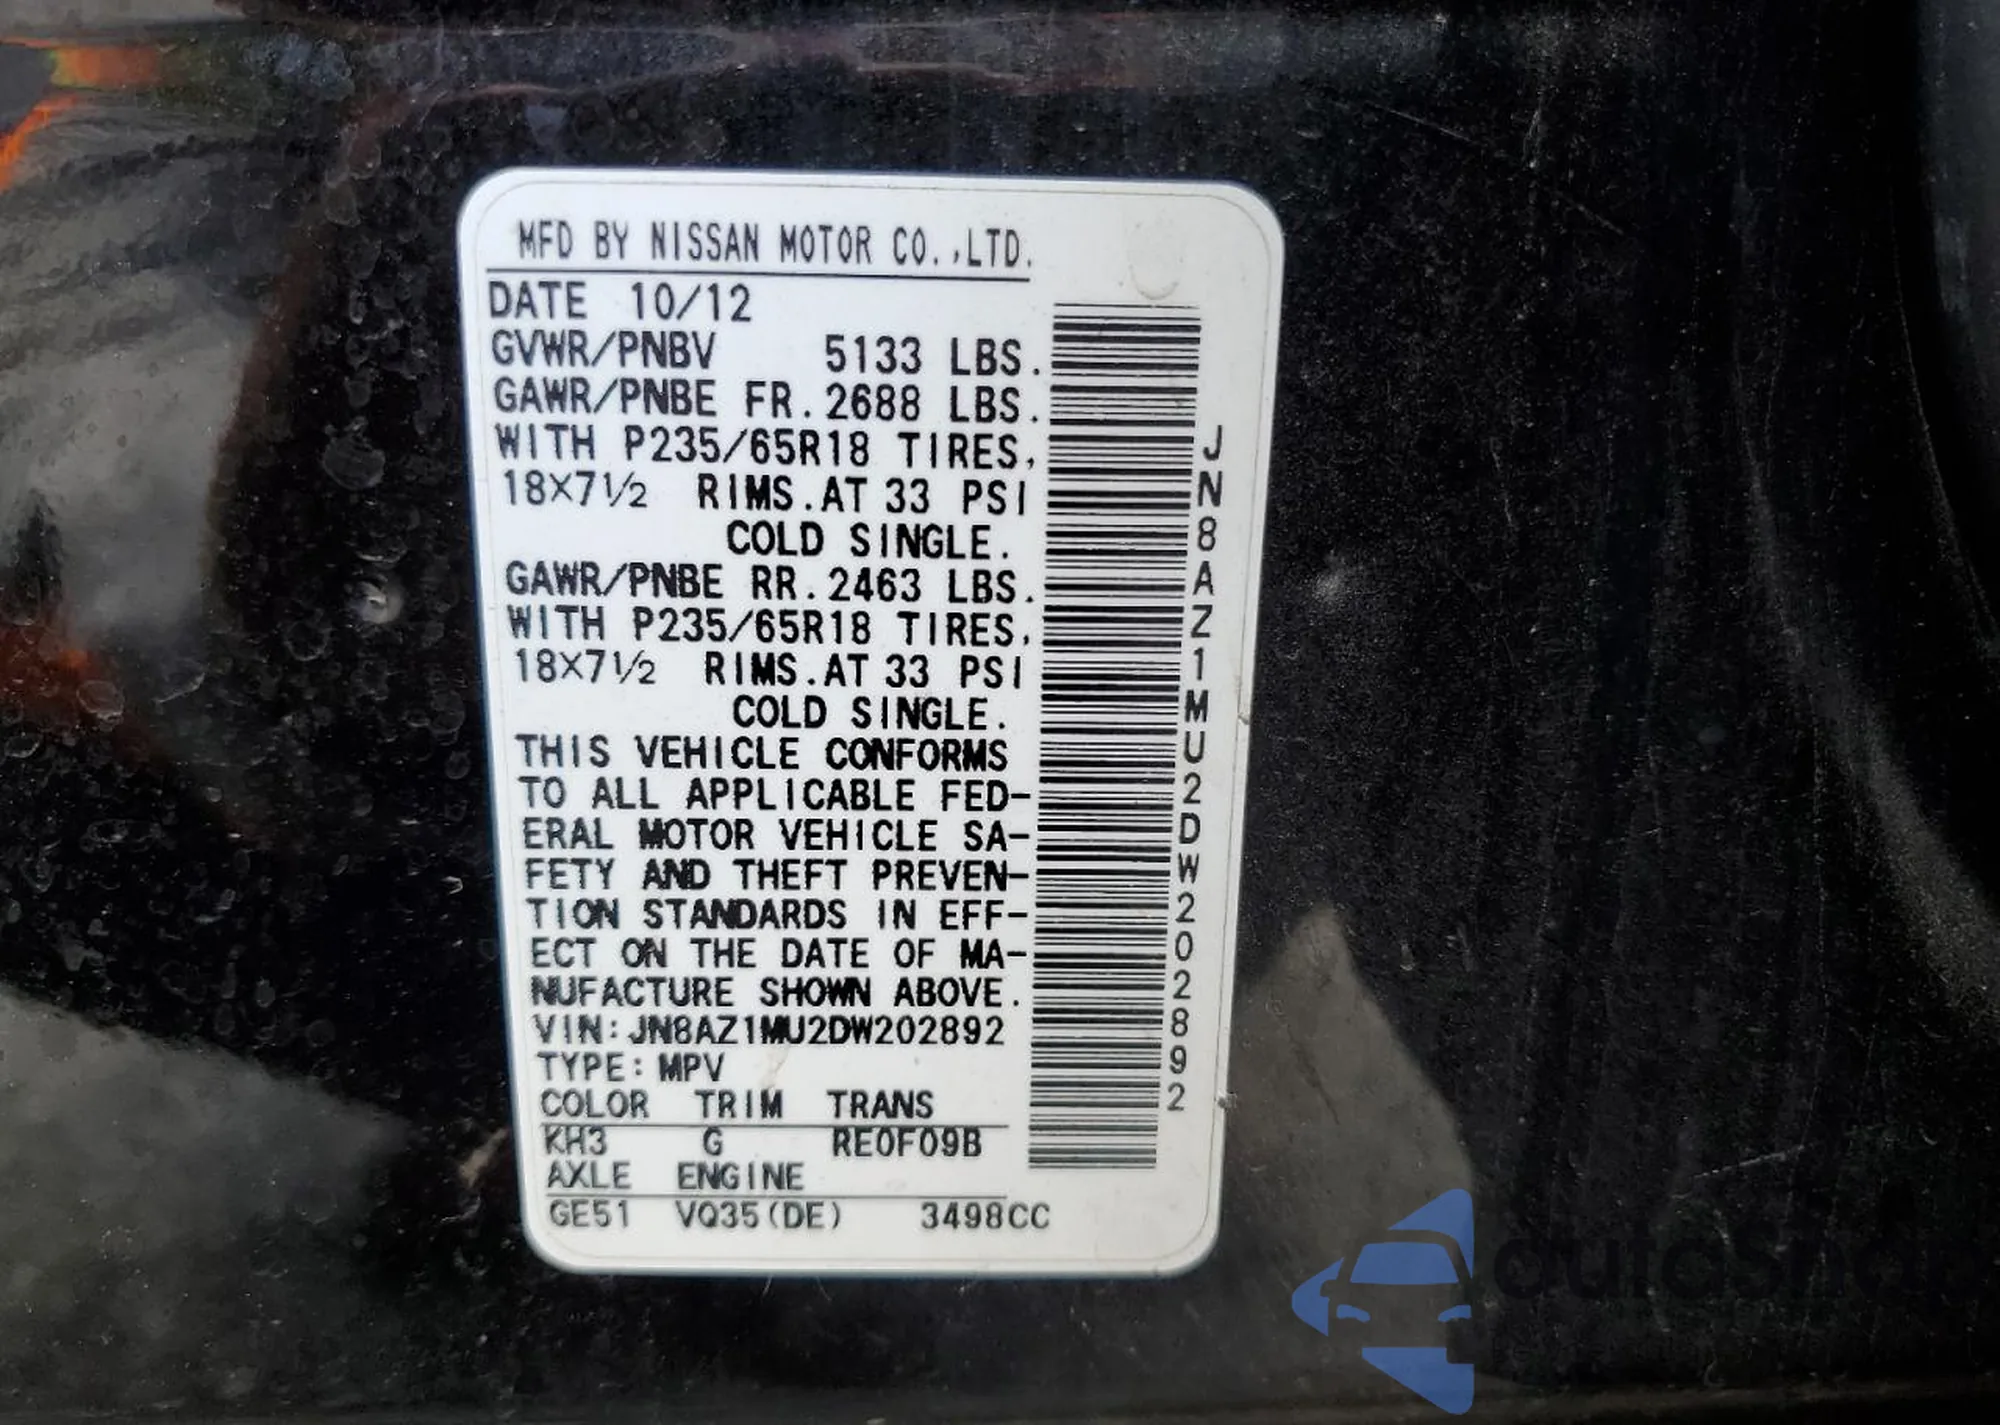 MFD BY NISSAN MOTOR CO.,LTD.
DATE 10/12
GVWR/PNBV 5133 LBS.
GAWR/PNBE FR. 2688 LBS.
WITH P235/65R18 TIRES,
18X7½ RIMS.AT 33 PSI
COLD SINGLE.
GAWR/PNBE RR. 2463 LBS.
WITH P235/65R18 TIRES,
18X7½ RIMS.AT 33 PSI
COLD SINGLE.
THIS VEHICLE CONFORMS
TO ALL APPLICABLE FED-
ERAL MOTOR VEHICLE SA-
FETY AND THEFT PREVEN-
TION STANDARDS IN EFF-
ECT ON THE DATE OF MA-
NUFACTURE SHOWN ABOVE.
VIN:JN8AZ1MU2DW202892
TYPE:MPV
COLOR TRIM TRANS
KH3 G RE0F09B
AXLE ENGINE
GE51 VQ35(DE) 3498CC
JN8AZ1MU2DW202892
autoShop